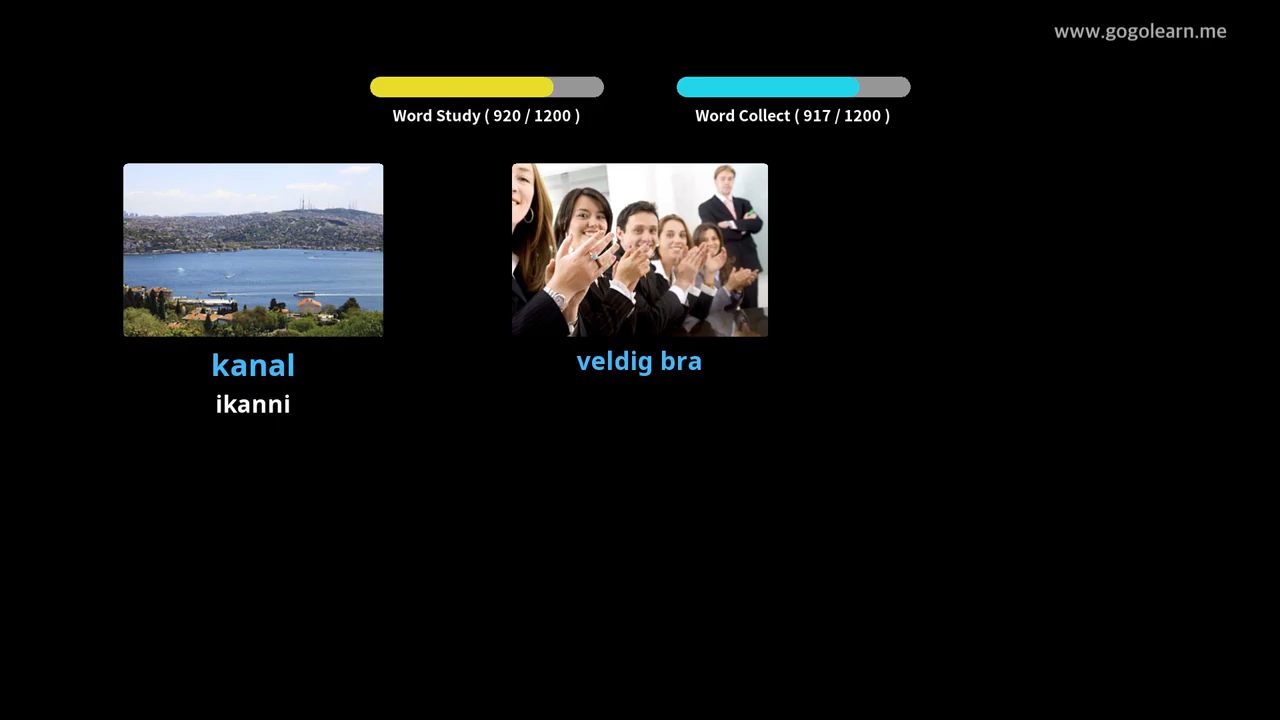 www.gogolearn.me
Word Study ( 920 / 1200 )
Word Collect ( 917 / 1200 )
kanal
ikanni
veldig bra